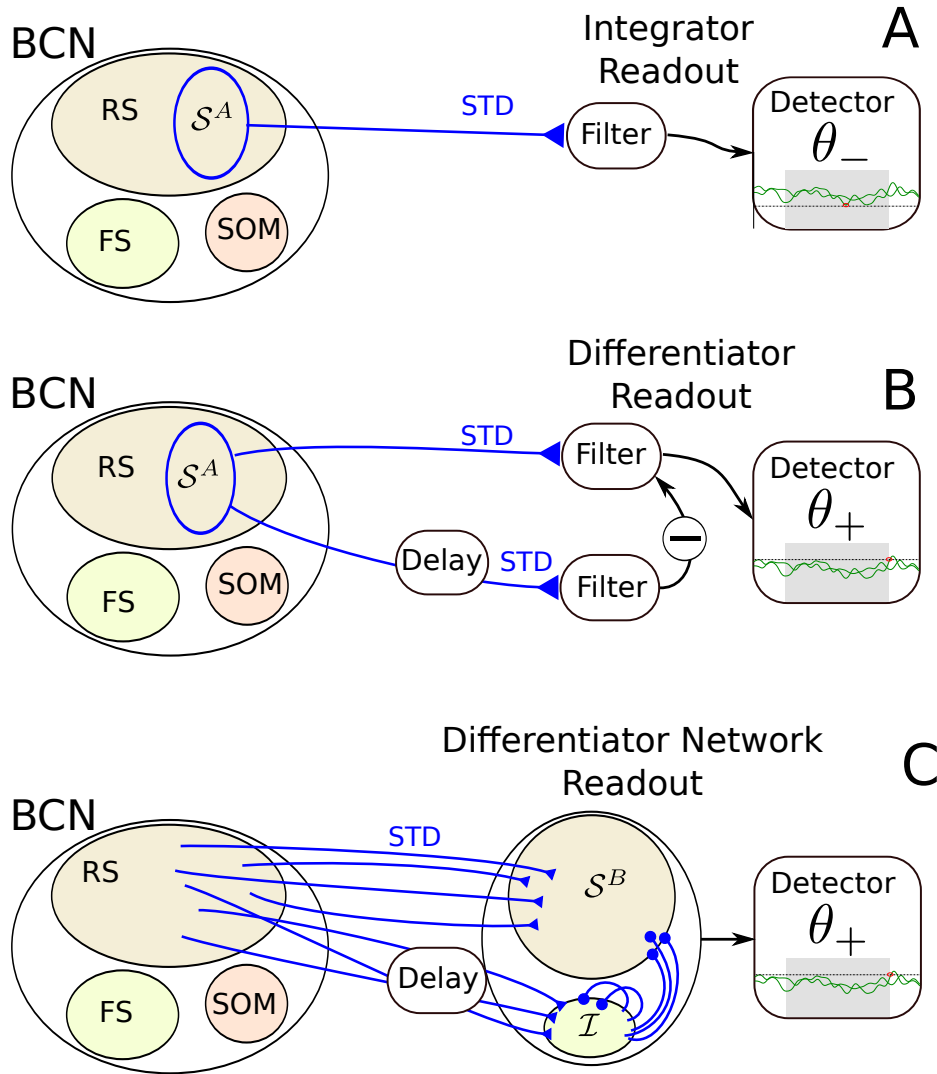 A
Integrator
Readout
BCN
RS
𝒮^A
STD
Filter
Detector
θ_−
FS
SOM
B
Differentiator
Readout
BCN
RS
𝒮^A
STD
Filter
Detector
θ_+
−
Delay
STD
Filter
FS
SOM
C
Differentiator Network
Readout
BCN
RS
STD
𝒮^B
Detector
θ_+
Delay
FS
SOM
ℐ